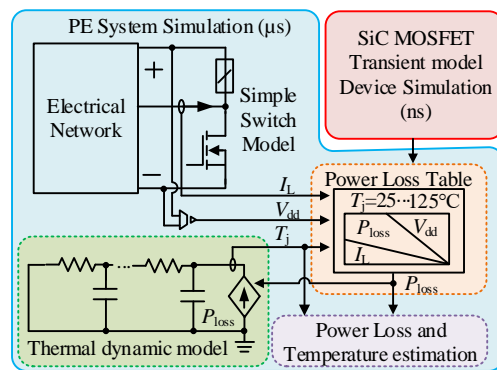 PE System Simulation (µs)
SiC MOSFET
Transient model
Device Simulation
(ns)
+
Electrical
Network
Simple
Switch
Model
−
Power Loss Table
I_L
T_j=25···125°C
V_dd
P_loss
V_dd
T_j
I_L
...
P_loss
P_loss
Thermal dynamic model
Power Loss and
Temperature estimation